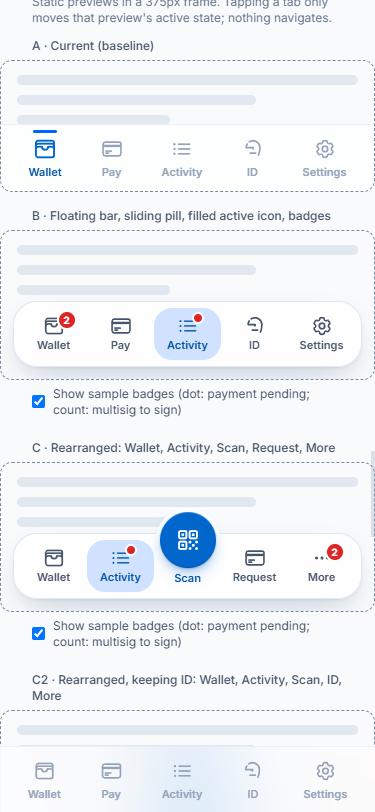 Static previews in a 375px frame. Tapping a tab only
moves that preview's active state; nothing navigates.
A · Current (baseline)
Wallet Pay Activity ID Settings
B · Floating bar, sliding pill, filled active icon, badges
2
Wallet Pay Activity ID Settings
Show sample badges (dot: payment pending;
count: multisig to sign)
C · Rearranged: Wallet, Activity, Scan, Request, More
2
Wallet Activity Scan Request More
Show sample badges (dot: payment pending;
count: multisig to sign)
C2 · Rearranged, keeping ID: Wallet, Activity, Scan, ID,
More
Wallet Pay Activity ID Settings